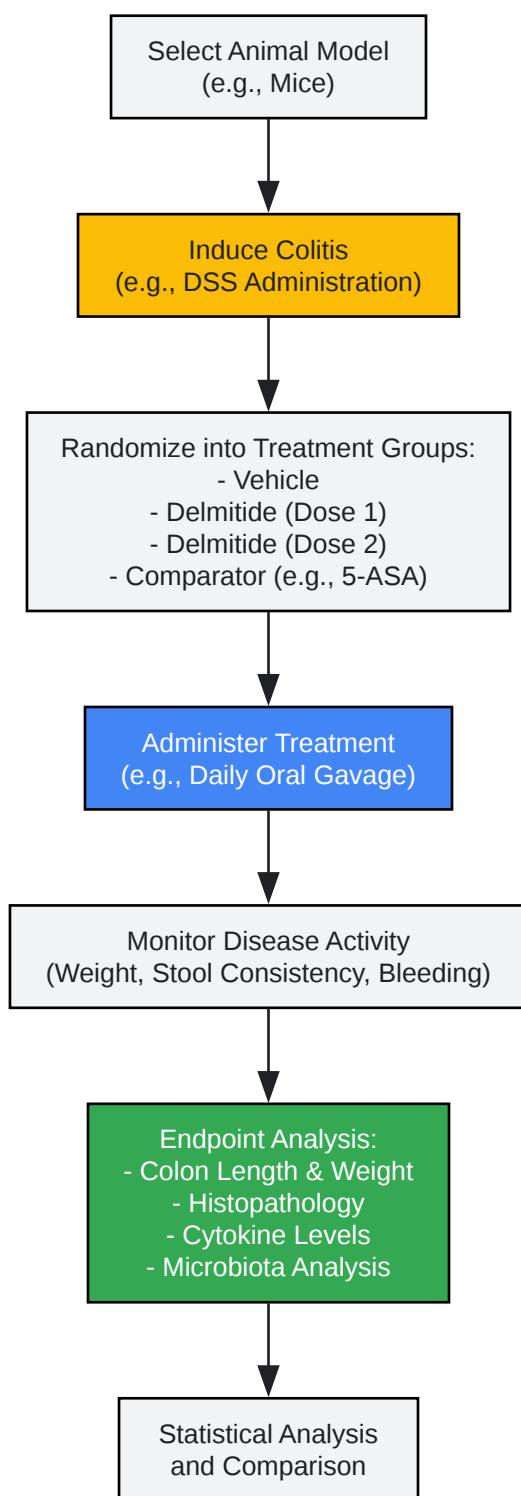 Select Animal Model
(e.g., Mice)
Induce Colitis
(e.g., DSS Administration)
Randomize into Treatment Groups:
- Vehicle
- Delmitide (Dose 1)
- Delmitide (Dose 2)
- Comparator (e.g., 5-ASA)
Administer Treatment
(e.g., Daily Oral Gavage)
Monitor Disease Activity
(Weight, Stool Consistency, Bleeding)
Endpoint Analysis:
- Colon Length & Weight
- Histopathology
- Cytokine Levels
- Microbiota Analysis
Statistical Analysis
and Comparison